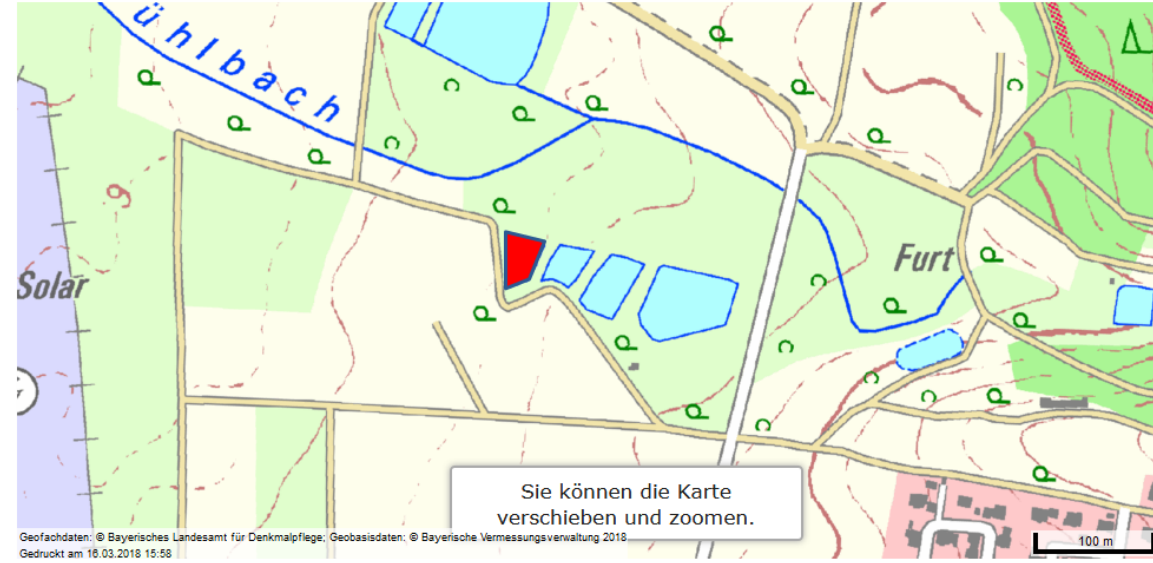 ühlbach
6
Solar
Furt
Sie können die Karte
verschieben und zoomen.
Geofachdaten: © Bayerisches Landesamt für Denkmalpflege; Geobasisdaten: © Bayerische Vermessungsverwaltung 2018
Gedruckt am 16.03.2018 15:58
100 m